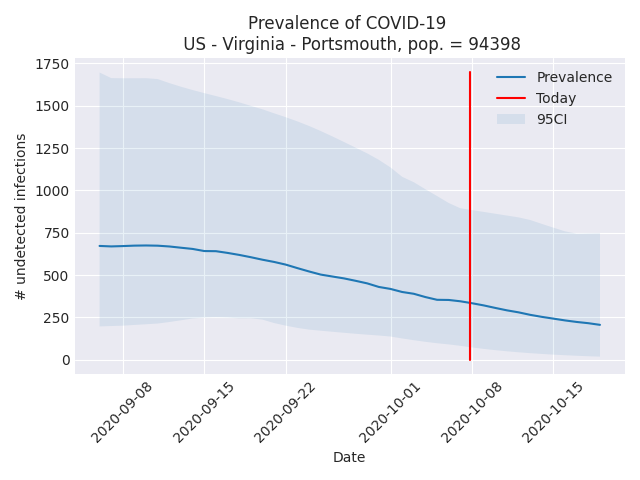 Prevalence of COVID-19
US - Virginia - Portsmouth, pop. = 94398
1750
1500
1250
1000
750
500
250
0
# undetected infections
Prevalence
Today
95CI
2020-09-08
2020-09-15
2020-09-22
2020-10-01
2020-10-08
2020-10-15
Date